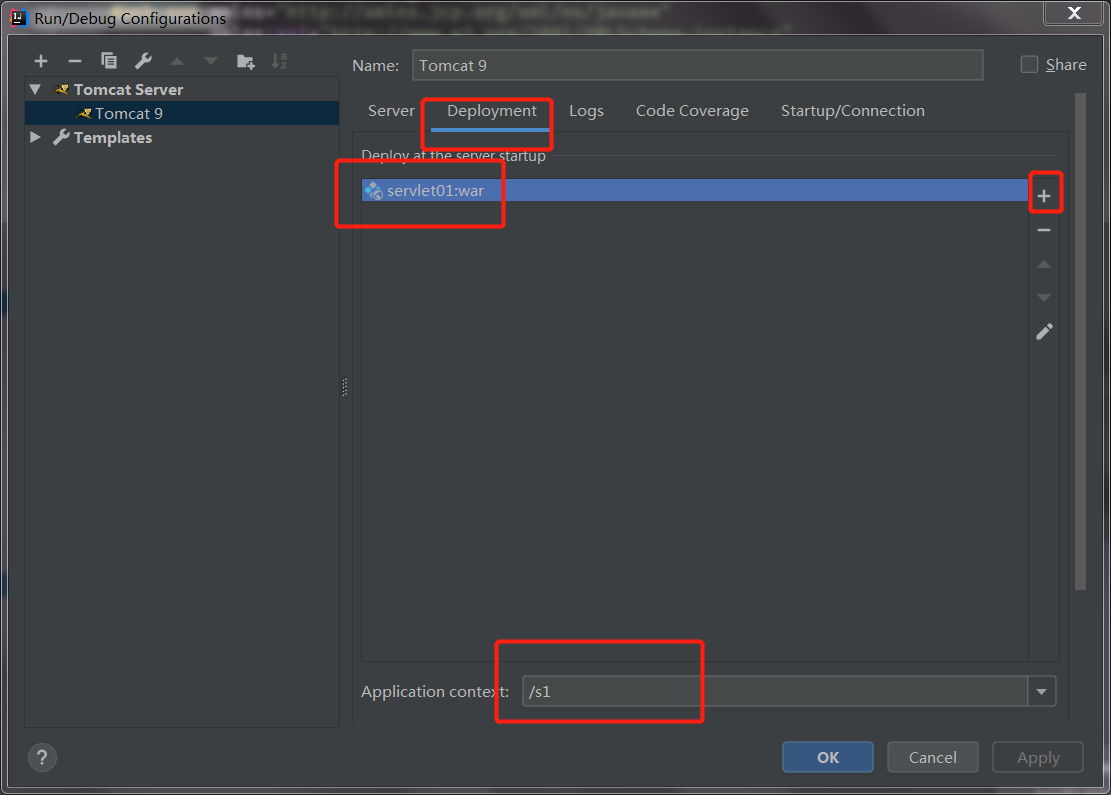 Run/Debug Configurations
Name: Tomcat 9
Share
Tomcat Server
Tomcat 9
Templates
Server Deployment Logs Code Coverage Startup/Connection
Deploy at the server startup
servlet01:war
Application context: /s1
? OK Cancel Apply